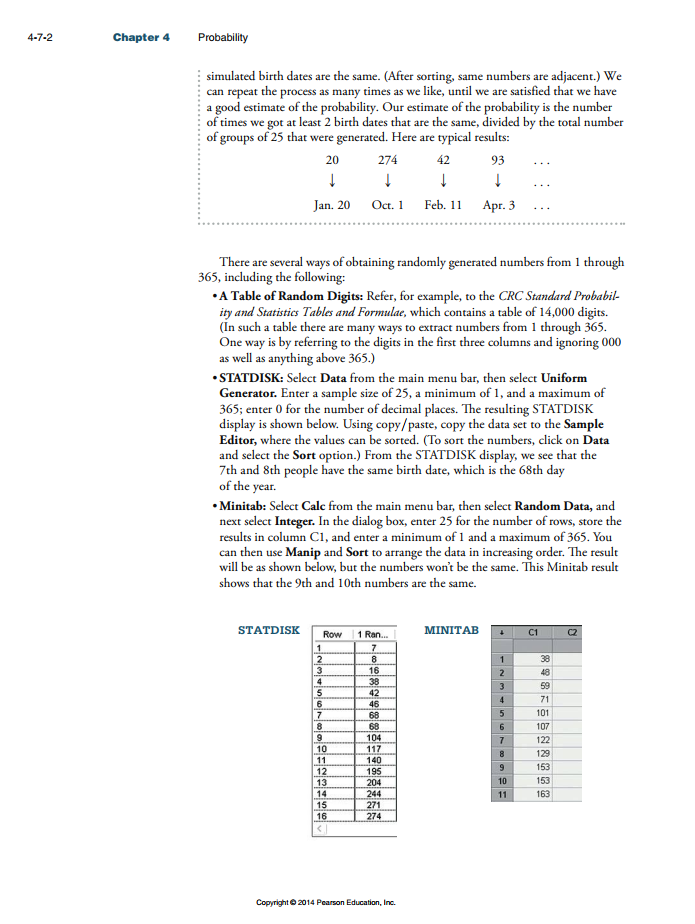 4-7-2 Chapter 4 Probability
simulated birth dates are the same. (After sorting, same numbers are adjacent.) We
can repeat the process as many times as we like, until we are satisfied that we have
a good estimate of the probability. Our estimate of the probability is the number
of times we got at least 2 birth dates that are the same, divided by the total number
of groups of 25 that were generated. Here are typical results:
20 274 42 93 ...
↓ ↓ ↓ ↓ ...
Jan. 20 Oct. 1 Feb. 11 Apr. 3 ...
There are several ways of obtaining randomly generated numbers from 1 through
365, including the following:
• A Table of Random Digits: Refer, for example, to the CRC Standard Probabil-
ity and Statistics Tables and Formulae, which contains a table of 14,000 digits.
(In such a table there are many ways to extract numbers from 1 through 365.
One way is by referring to the digits in the first three columns and ignoring 000
as well as anything above 365.)
• STATDISK: Select Data from the main menu bar, then select Uniform
Generator. Enter a sample size of 25, a minimum of 1, and a maximum of
365; enter 0 for the number of decimal places. The resulting STATDISK
display is shown below. Using copy/paste, copy the data set to the Sample
Editor, where the values can be sorted. (To sort the numbers, click on Data
and select the Sort option.) From the STATDISK display, we see that the
7th and 8th people have the same birth date, which is the 68th day
of the year.
• Minitab: Select Calc from the main menu bar, then select Random Data, and
next select Integer. In the dialog box, enter 25 for the number of rows, store the
results in column C1, and enter a minimum of 1 and a maximum of 365. You
can then use Manip and Sort to arrange the data in increasing order. The result
will be as shown below, but the numbers won't be the same. This Minitab result
shows that the 9th and 10th numbers are the same.
STATDISK
Row 1 Ran...
1 7
2 8
3 16
4 38
5 42
6 46
7 68
8 68
9 104
10 117
11 140
12 195
13 204
14 244
15 271
16 274
<
MINITAB
↓ C1 C2
1 38
2 48
3 59
4 71
5 101
6 107
7 122
8 129
9 153
10 153
11 163
Copyright © 2014 Pearson Education, Inc.